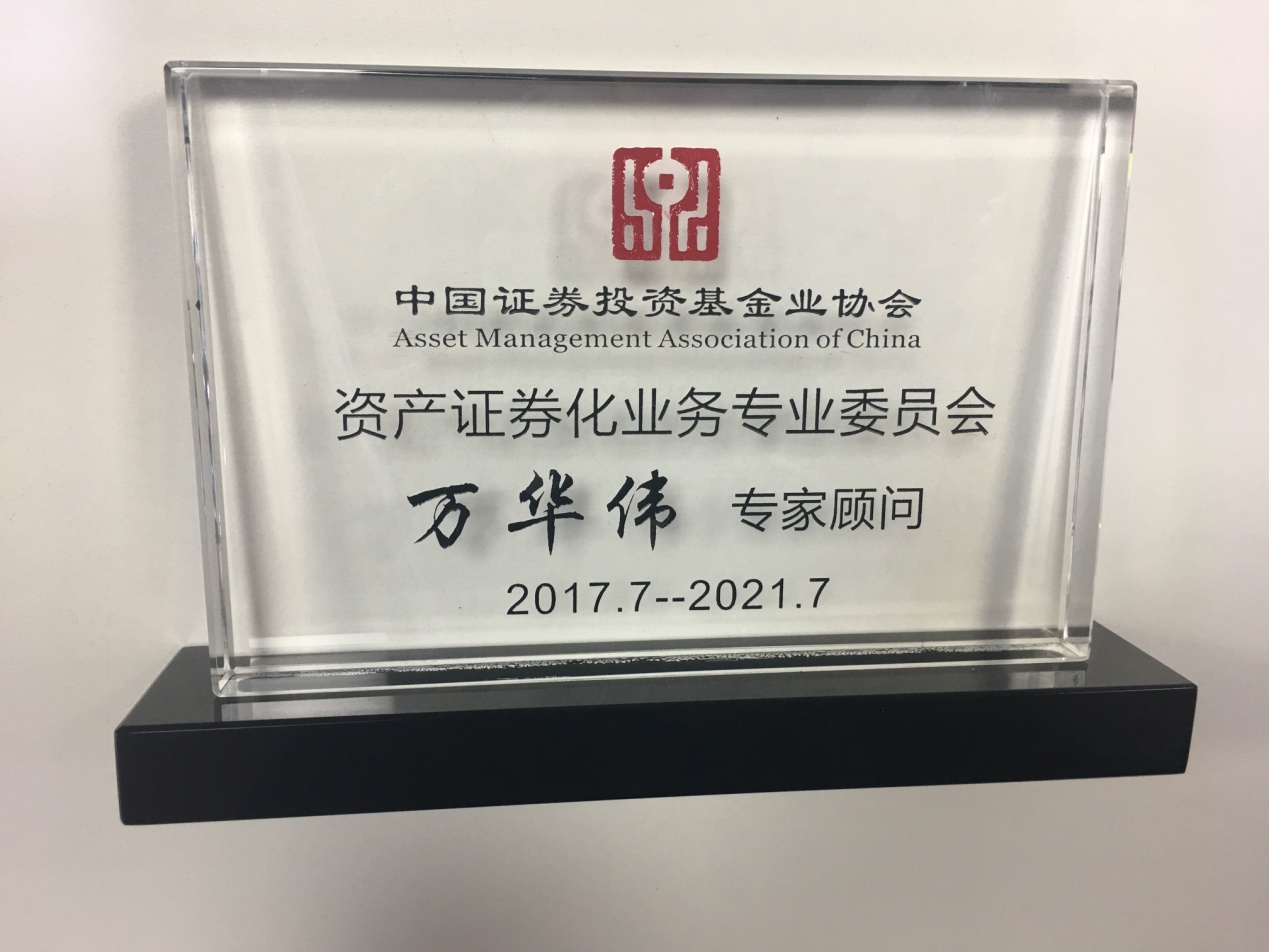 中国证券投资基金业协会
Asset Management Association of China
资产证券化业务专业委员会
万华伟 专家顾问
2017.7--2021.7